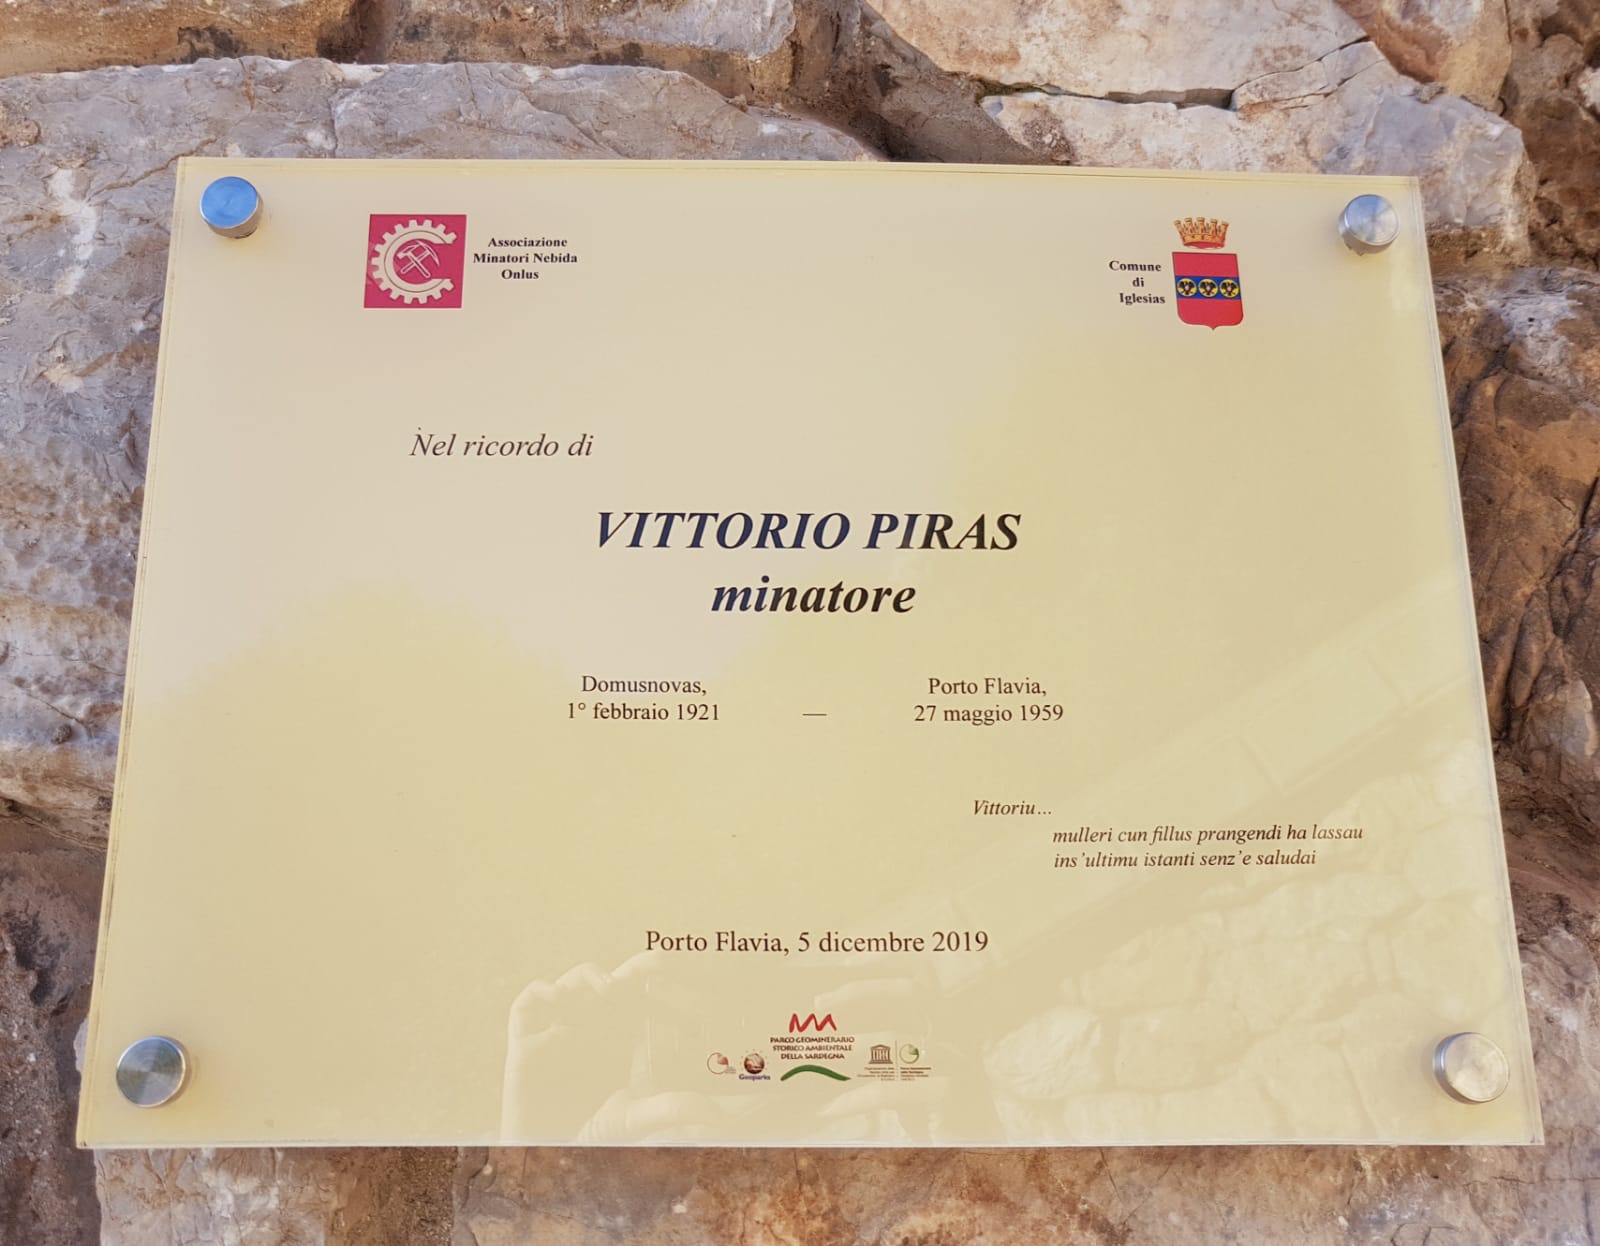 Associazione
Minatori Nebida
Onlus
Comune
di
Iglesias
Nel ricordo di
VITTORIO PIRAS
minatore
Domusnovas,
1° febbraio 1921
—
Porto Flavia,
27 maggio 1959
Vittoriu...
mulleri cun fillus prangendi ha lassau
ins'ultimu istanti senz'e saludai
Porto Flavia, 5 dicembre 2019
PARCO GEOMINERARIO
STORICO AMBIENTALE
DELLA SARDEGNA
Geoparks